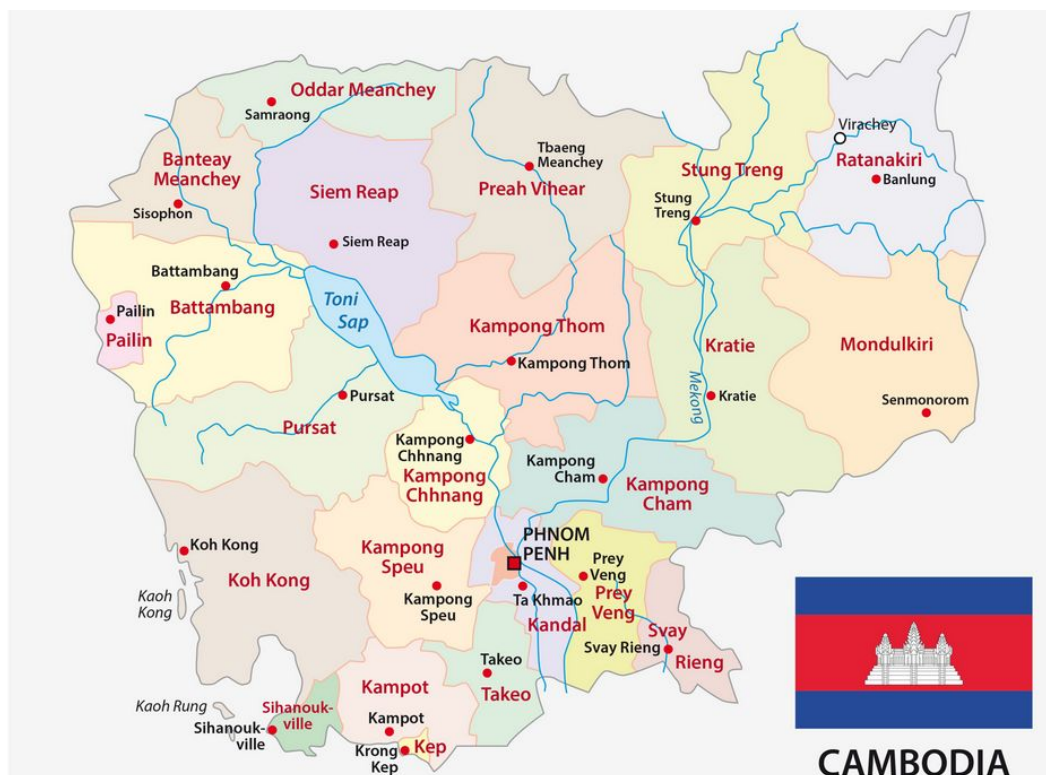 Oddar Meanchey
Samraong
Banteay
Meanchey
Sisophon
Siem Reap
Siem Reap
Tbaeng
Meanchey
Preah Vihear
Stung Treng
Stung
Treng
Virachey
Ratanakiri
Banlung
Battambang
Battambang
Pailin
Pailin
Toni
Sap
Kampong Thom
Kampong Thom
Kratie
Kratie
Mekong
Mondulkiri
Senmonorom
Pursat
Pursat
Kampong
Chhnang
Kampong
Chhnang
Kampong
Cham
Kampong
Cham
Koh Kong
Koh Kong
Kaoh
Kong
Kampong
Speu
Kampong
Speu
PHNOM
PENH
Ta Khmao
Kandal
Prey
Veng
Prey
Veng
Svay Rieng
Svay
Rieng
Takeo
Takeo
Kampot
Kampot
Krong
Kep
Kep
Kaoh Rung
Sihanouk-
ville
Sihanouk-
ville
CAMBODIA